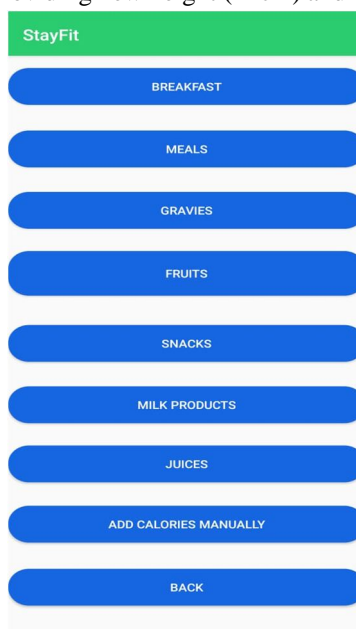 StayFit
BREAKFAST
MEALS
GRAVIES
FRUITS
SNACKS
MILK PRODUCTS
JUICES
ADD CALORIES MANUALLY
BACK